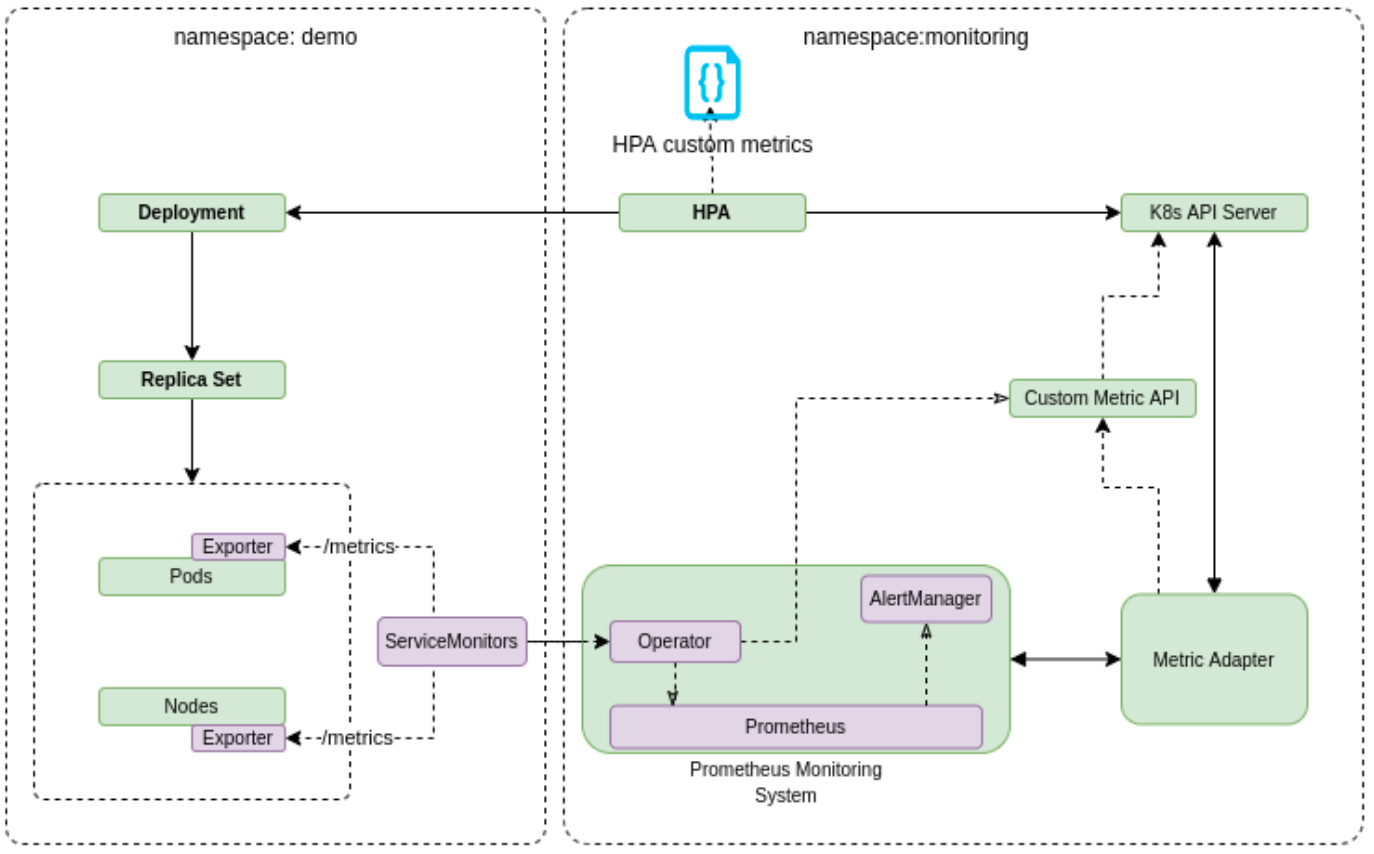 namespace: demo
namespace:monitoring
{}
HPA custom metrics
Deployment
HPA
K8s API Server
Replica Set
Custom Metric API
Exporter
/metrics
Pods
AlertManager
ServiceMonitors
Operator
Metric Adapter
Nodes
Prometheus
Exporter
/metrics
Prometheus Monitoring
System